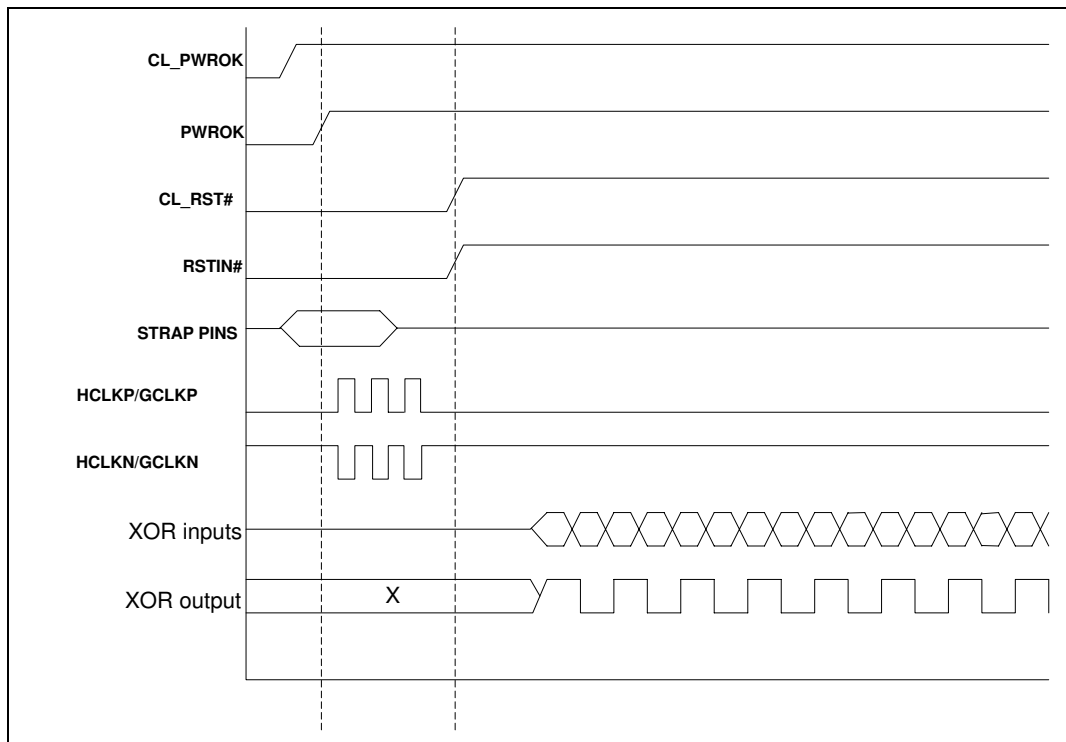 CL_PWROK
PWROK
CL_RST#
RSTIN#
STRAP PINS
HCLKP/GCLKP
HCLKN/GCLKN
XOR inputs
XOR output
X